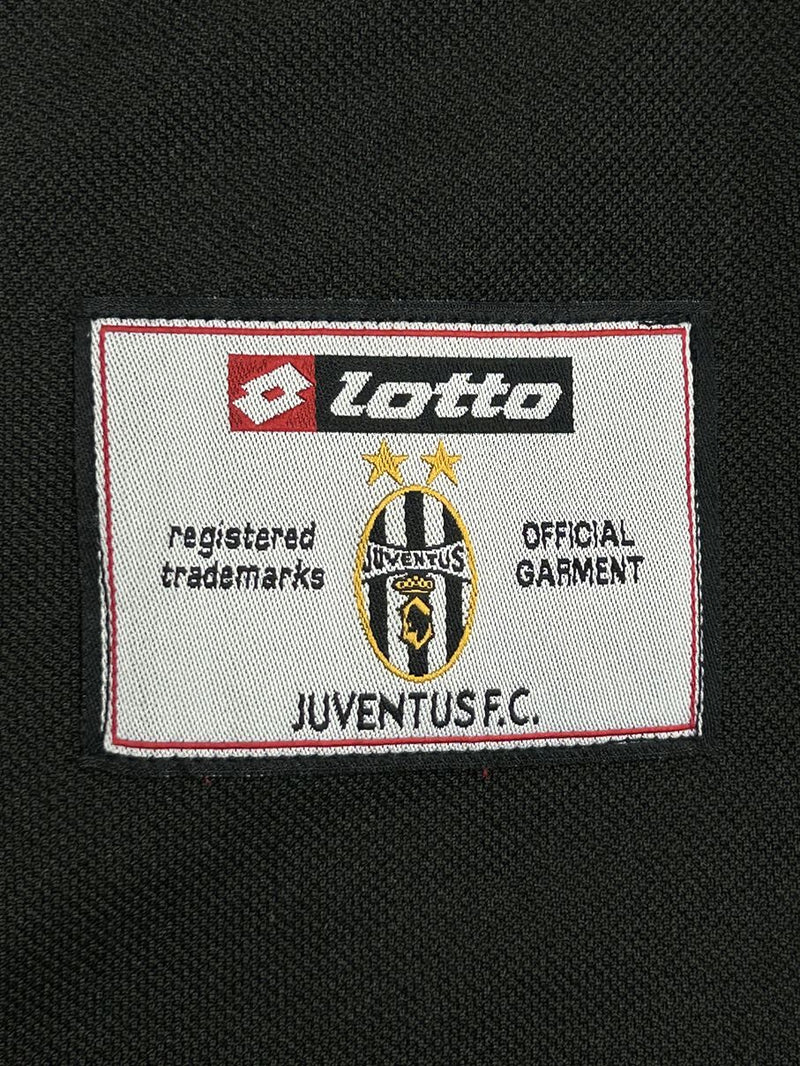 lotto
registered
trademarks
JUVENTUS
OFFICIAL
GARMENT
JUVENTUS F.C.